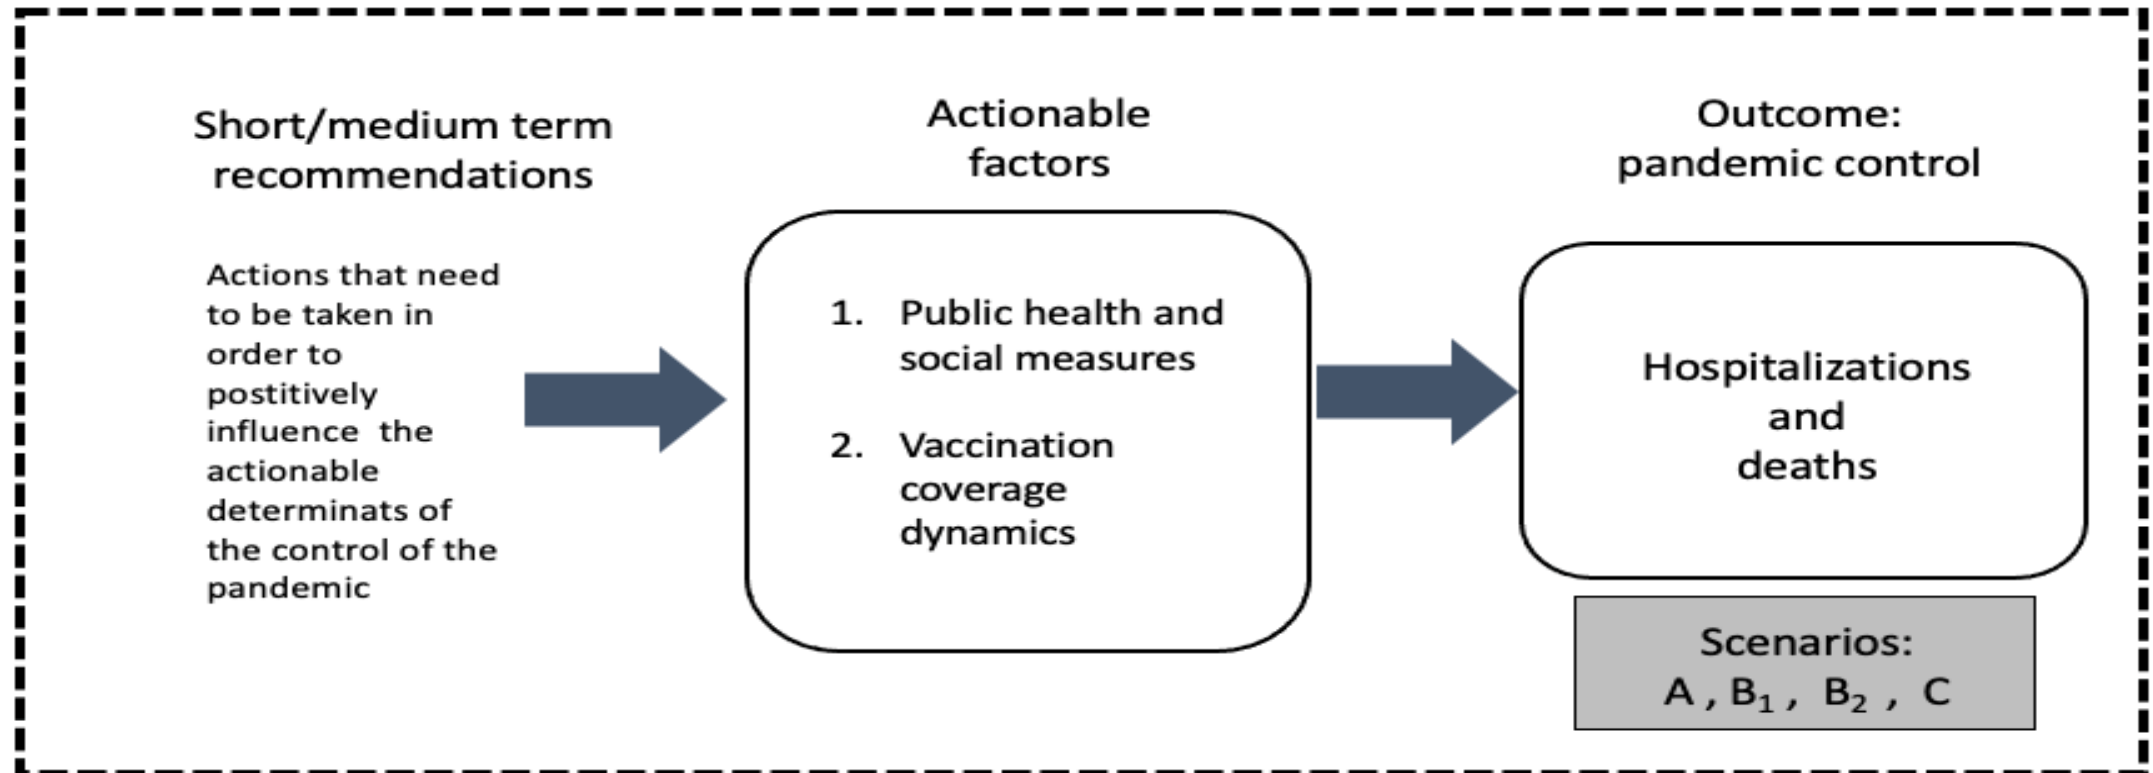 Short/medium term
recommendations
Actions that need
to be taken in
order to
postitively
influence the
actionable
determinats of
the control of the
pandemic
Actionable
factors
1. Public health and
social measures
2. Vaccination
coverage
dynamics
Outcome:
pandemic control
Hospitalizations
and
deaths
Scenarios:
A , B₁ , B₂ , C